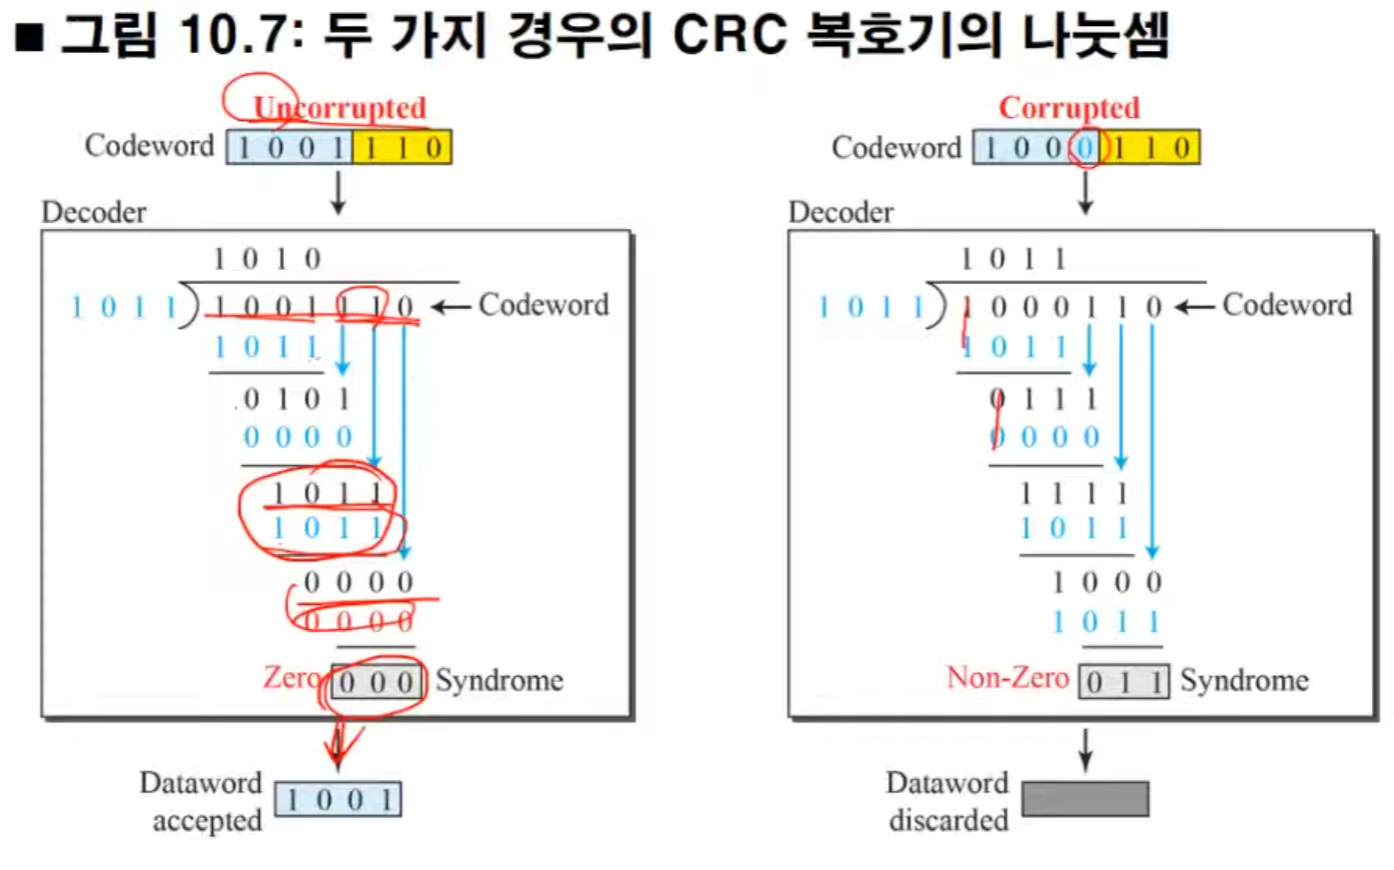 ■ 그림 10.7: 두 가지 경우의 CRC 복호기의 나눗셈
Uncorrupted
Codeword 1 0 0 1 1 1 0
Decoder
1 0 1 0
1 0 1 1 ) 1 0 0 1 1 1 0 ← Codeword
1 0 1 1
0 1 0 1
0 0 0 0
1 0 1 1
1 0 1 1
0 0 0 0
0 0 0 0
Zero 0 0 0 Syndrome
Dataword
accepted
1 0 0 1
Corrupted
Codeword 1 0 0 0 1 1 0
Decoder
1 0 1 1
1 0 1 1 ) 1 0 0 0 1 1 0 ← Codeword
1 0 1 1
0 1 1 1
0 0 0 0
1 1 1 1
1 0 1 1
1 0 0 0
1 0 1 1
Non-Zero 0 1 1 Syndrome
Dataword
discarded